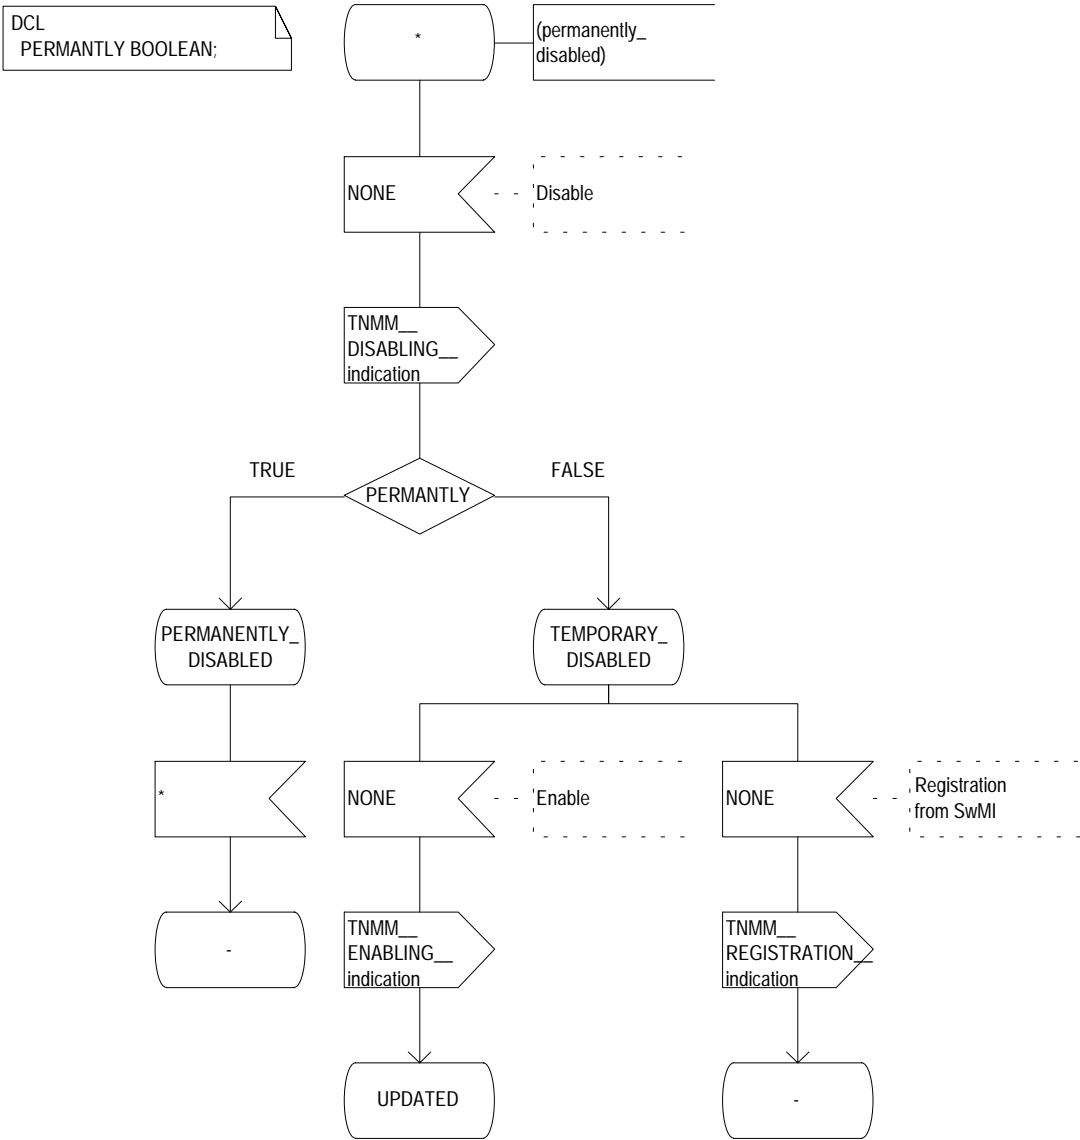 DCL
PERMANTLY BOOLEAN;
*
(permanently_
disabled)
NONE
Disable
TNMM__
DISABLING__
indication
TRUE
FALSE
PERMANTLY
PERMANENTLY_
DISABLED
TEMPORARY_
DISABLED
*
NONE
Enable
NONE
Registration
from SwMI
-
TNMM__
ENABLING__
indication
TNMM__
REGISTRATION__
indication
UPDATED
-